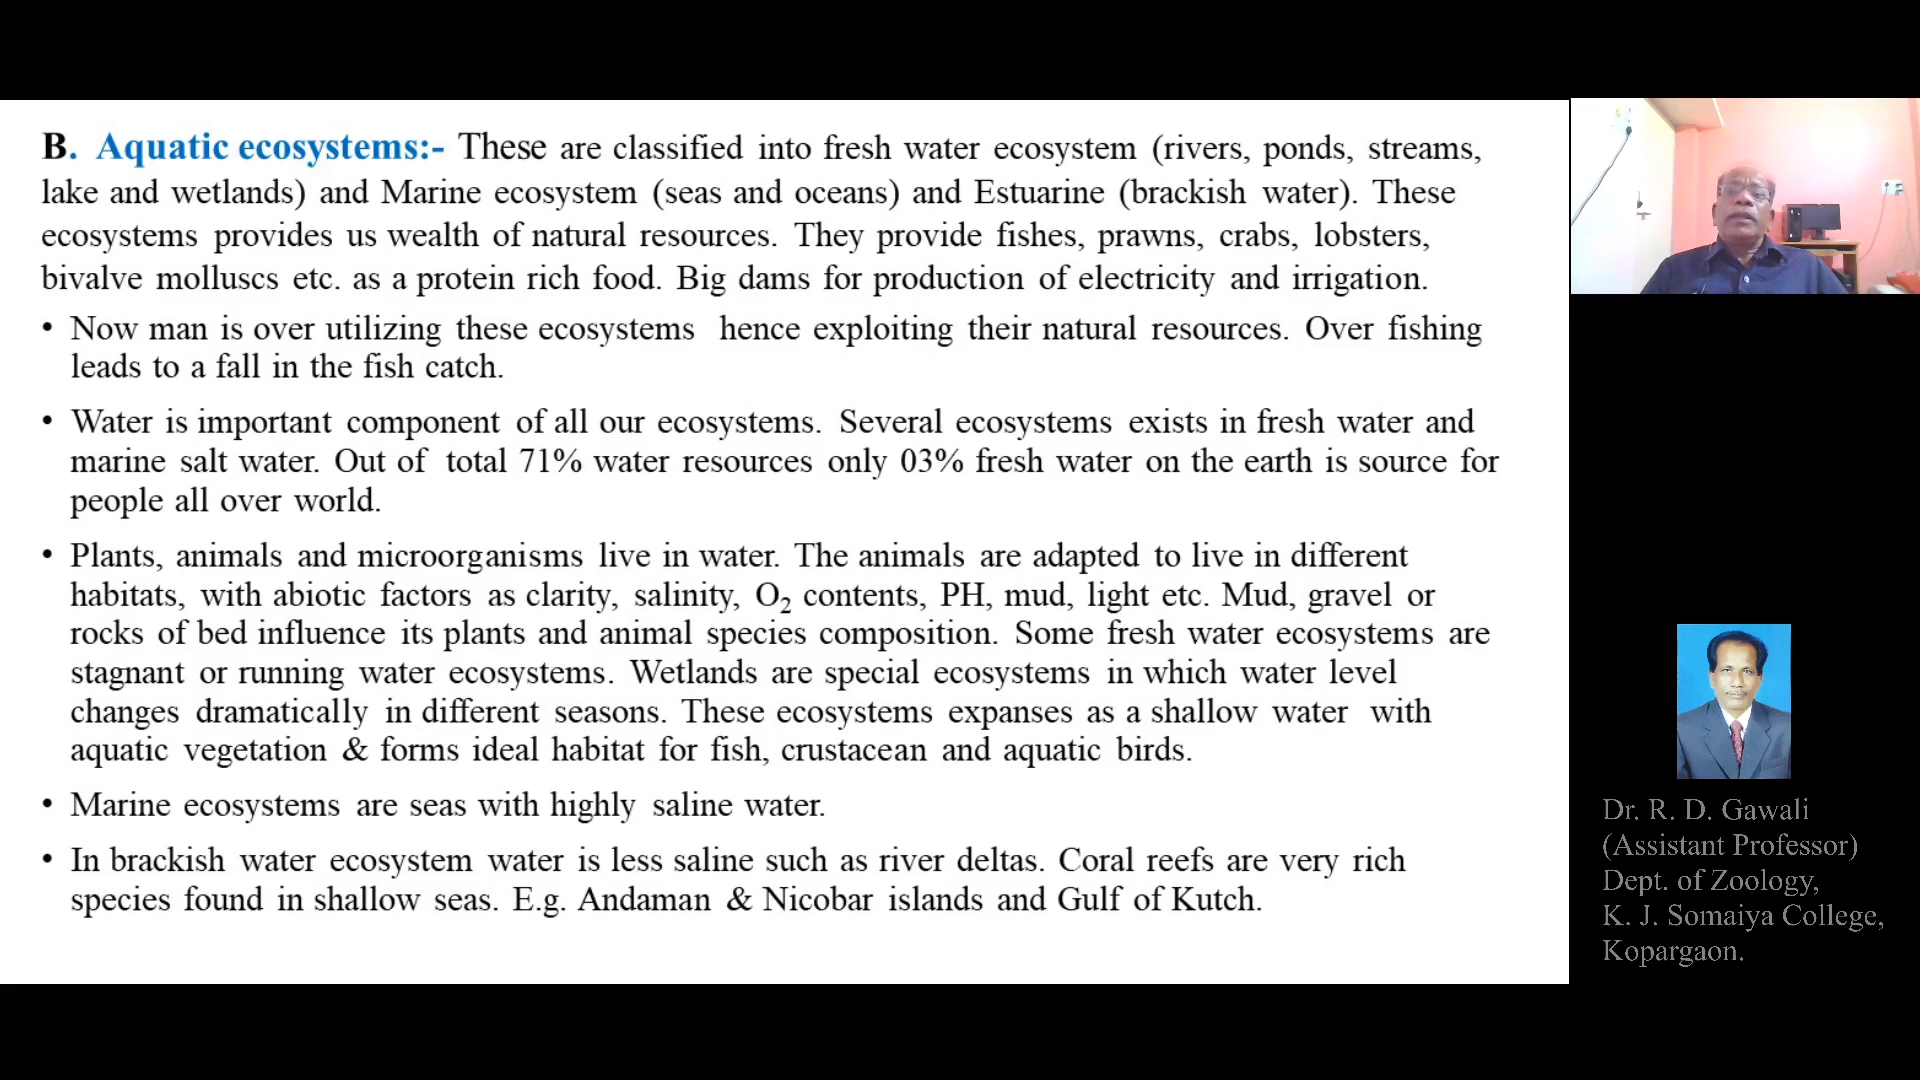 B. Aquatic ecosystems:- These are classified into fresh water ecosystem (rivers, ponds, streams,
lake and wetlands) and Marine ecosystem (seas and oceans) and Estuarine (brackish water). These
ecosystems provides us wealth of natural resources. They provide fishes, prawns, crabs, lobsters,
bivalve molluscs etc. as a protein rich food. Big dams for production of electricity and irrigation.
• Now man is over utilizing these ecosystems hence exploiting their natural resources. Over fishing
leads to a fall in the fish catch.
• Water is important component of all our ecosystems. Several ecosystems exists in fresh water and
marine salt water. Out of total 71% water resources only 03% fresh water on the earth is source for
people all over world.
• Plants, animals and microorganisms live in water. The animals are adapted to live in different
habitats, with abiotic factors as clarity, salinity, O₂ contents, PH, mud, light etc. Mud, gravel or
rocks of bed influence its plants and animal species composition. Some fresh water ecosystems are
stagnant or running water ecosystems. Wetlands are special ecosystems in which water level
changes dramatically in different seasons. These ecosystems expanses as a shallow water with
aquatic vegetation & forms ideal habitat for fish, crustacean and aquatic birds.
• Marine ecosystems are seas with highly saline water.
• In brackish water ecosystem water is less saline such as river deltas. Coral reefs are very rich
species found in shallow seas. E.g. Andaman & Nicobar islands and Gulf of Kutch.
Dr. R. D. Gawali
(Assistant Professor)
Dept. of Zoology,
K. J. Somaiya College,
Kopargaon.